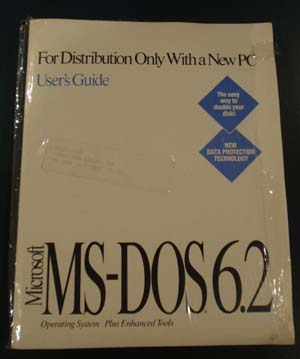 For Distribution Only With a New PC
User's Guide
The easy
way to
double your
disk!
NEW
DATA PROTECTION
TECHNOLOGY
Microsoft
MS-DOS 6.2
Operating System Plus Enhanced Tools